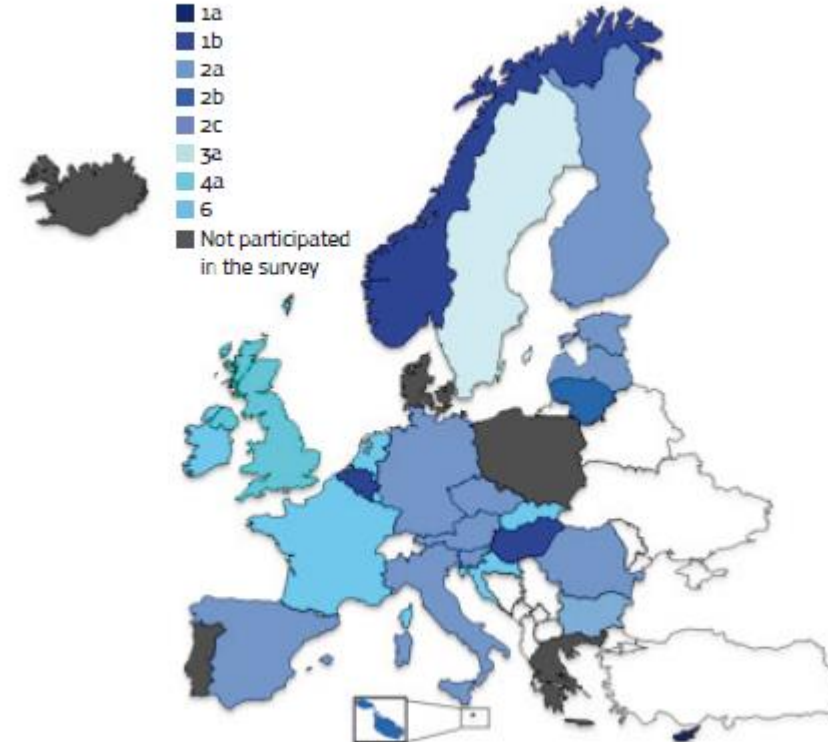 1a
1b
2a
2b
2c
3a
4a
6
Not participated
in the survey